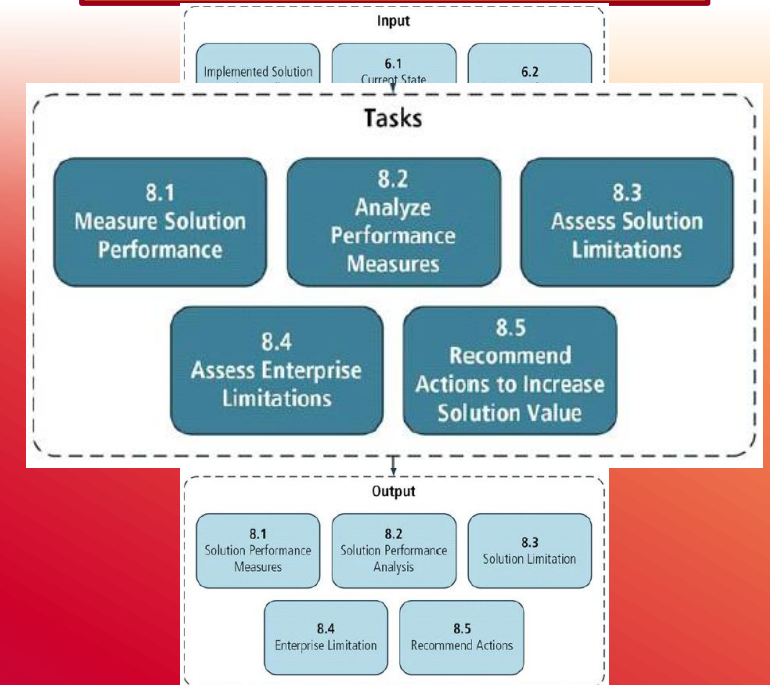 Input
Implemented Solution
6.1
Current State
6.2
Tasks
8.1
Measure Solution
Performance
8.2
Analyze
Performance
Measures
8.3
Assess Solution
Limitations
8.4
Assess Enterprise
Limitations
8.5
Recommend
Actions to Increase
Solution Value
Output
8.1
Solution Performance
Measures
8.2
Solution Performance
Analysis
8.3
Solution Limitation
8.4
Enterprise Limitation
8.5
Recommend Actions